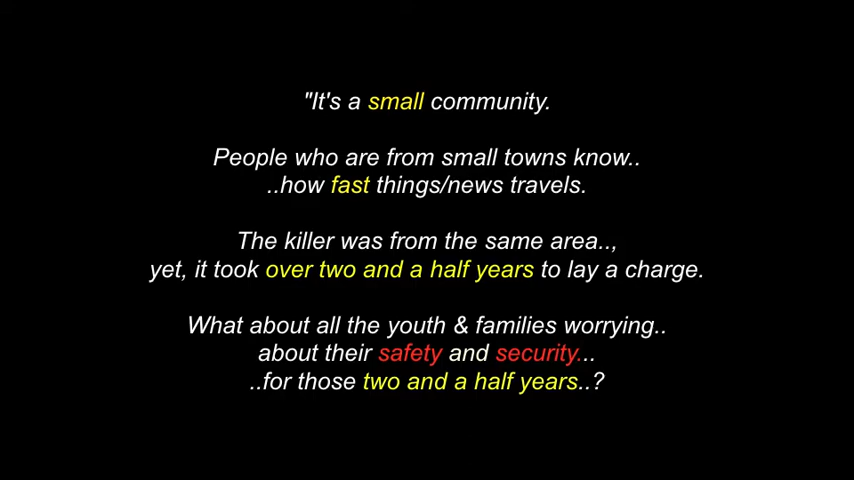 "It's a small community.
People who are from small towns know..
..how fast things/news travels.
The killer was from the same area..,
yet, it took over two and a half years to lay a charge.
What about all the youth & families worrying..
about their safety and security...
..for those two and a half years..?